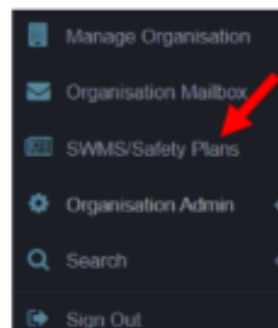 Manage Organisation
Organisation Mailbox
SWMS/Safety Plans
Organisation Admin
Search
Sign Out